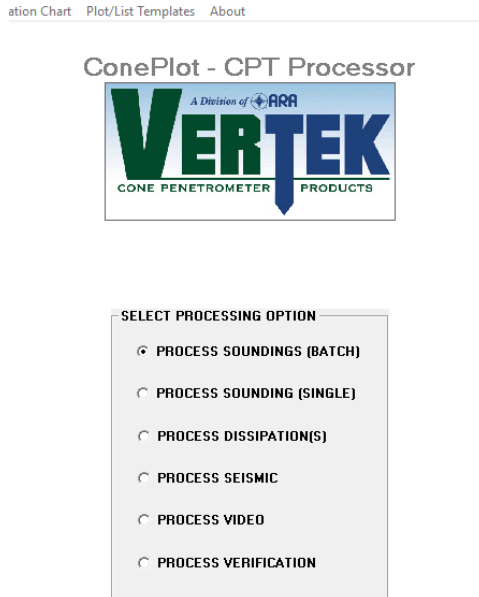 ation Chart Plot/List Templates About
ConePlot - CPT Processor
A Division of ARA
VERTEK
CONE PENETROMETER PRODUCTS
SELECT PROCESSING OPTION
PROCESS SOUNDINGS (BATCH)
PROCESS SOUNDING (SINGLE)
PROCESS DISSIPATION(S)
PROCESS SEISMIC
PROCESS VIDEO
PROCESS VERIFICATION